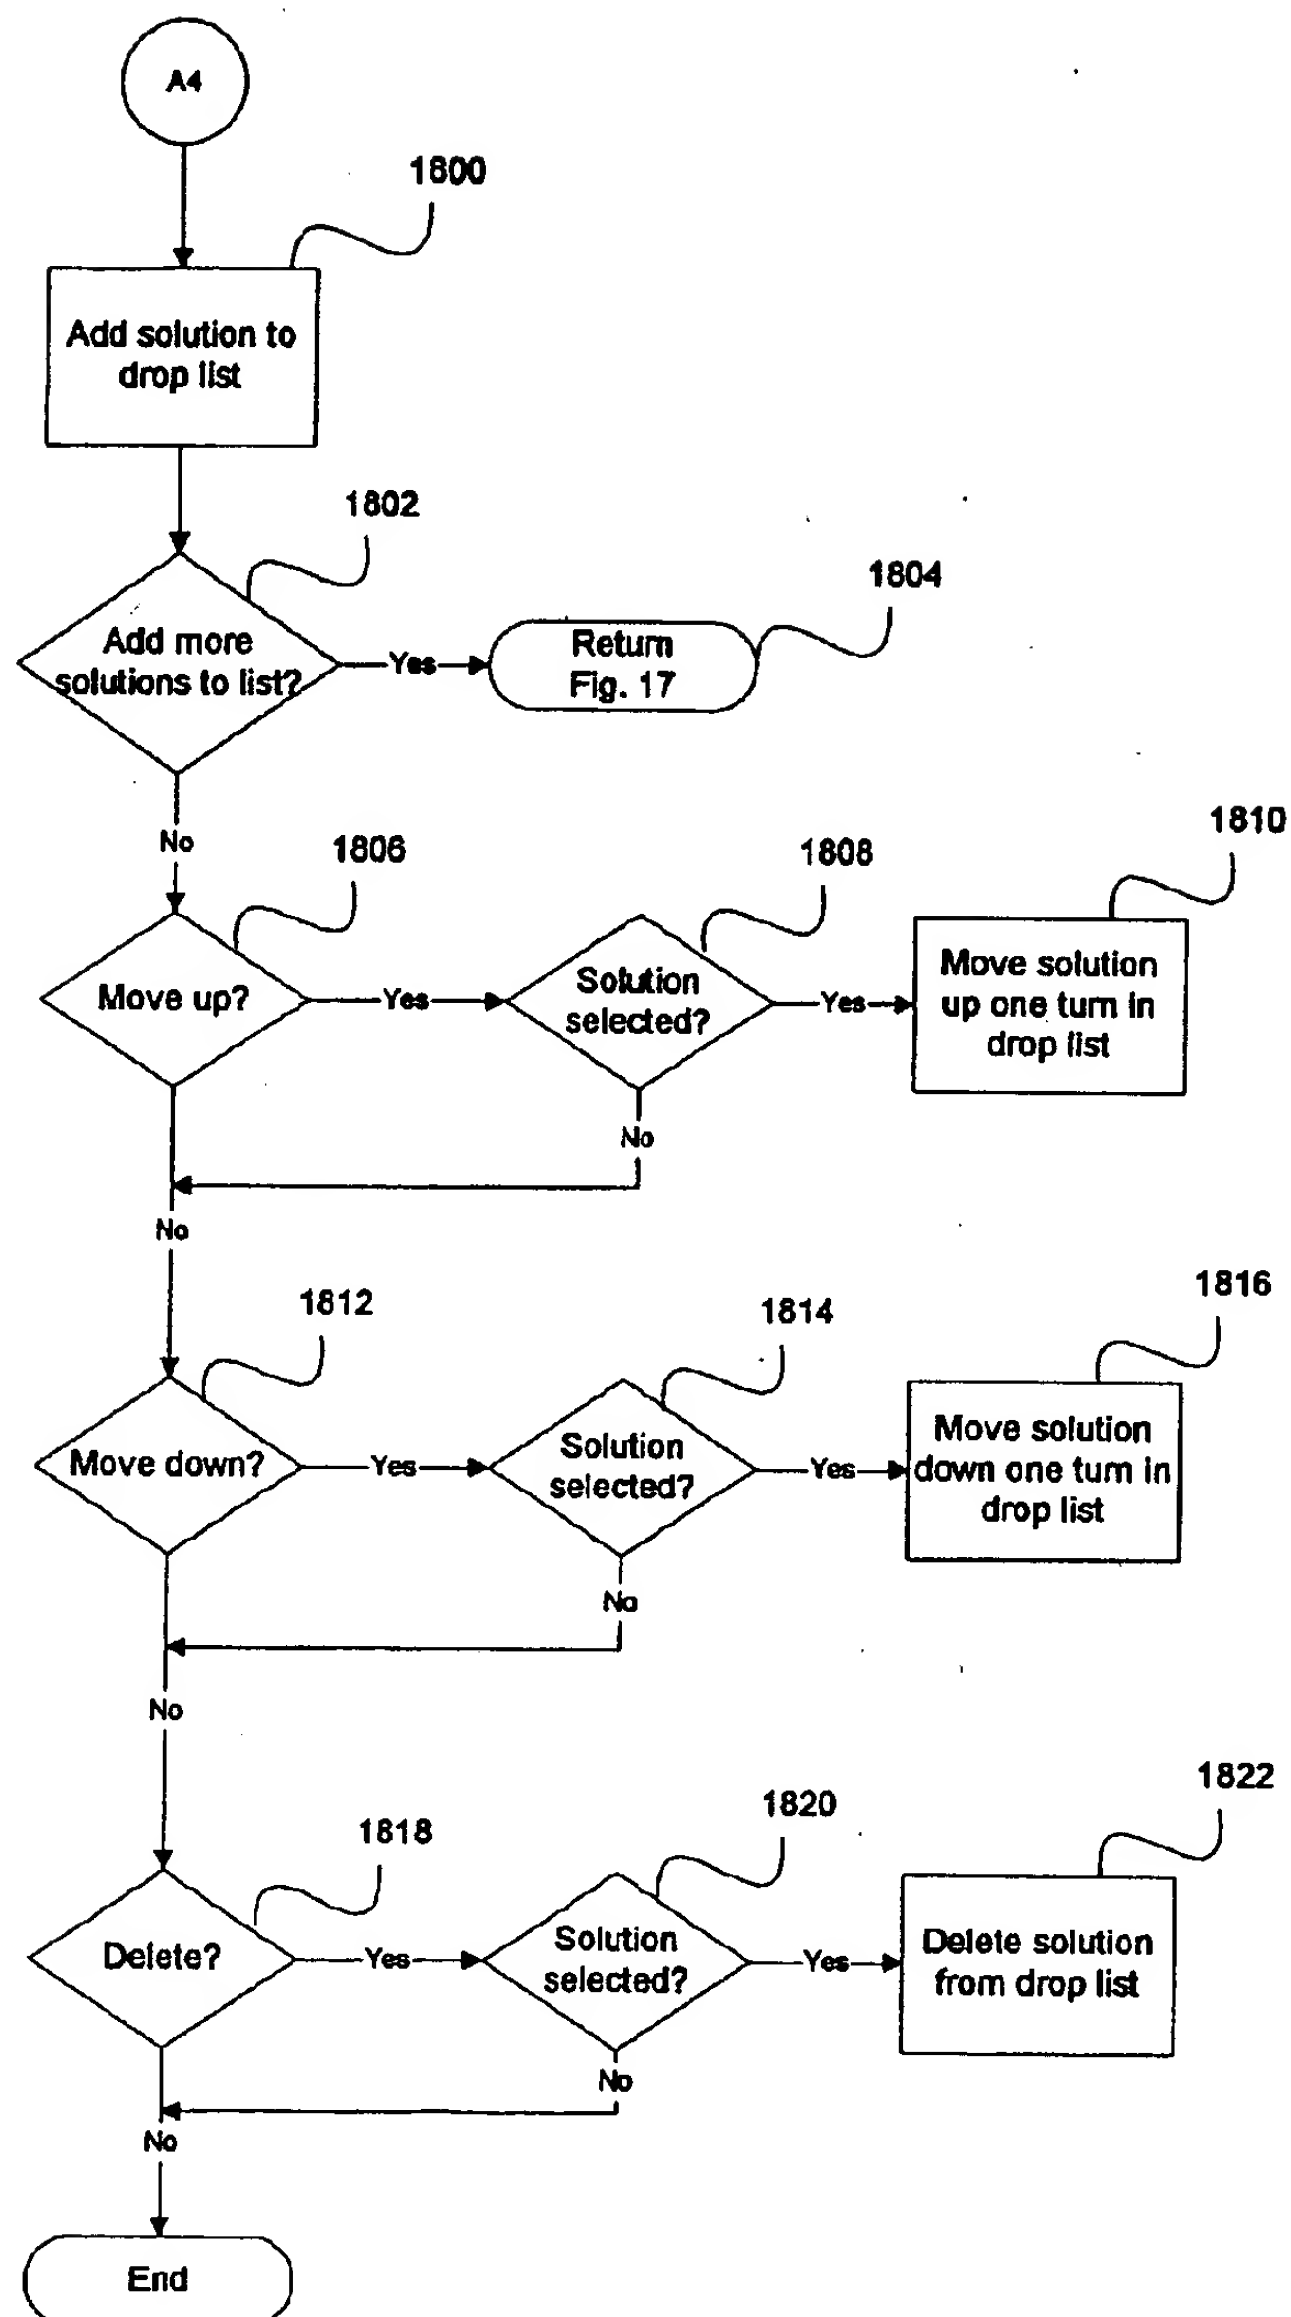 A4
1800
Add solution to
drop list
1802
1804
Add more
solutions to list?
Yes
Return
Fig. 17
No
1806
1808
1810
Move up?
Yes
Solution
selected?
Yes
Move solution
up one turn in
drop list
No
No
1812
1814
1816
Move down?
Yes
Solution
selected?
Yes
Move solution
down one turn in
drop list
No
No
1818
1820
1822
Delete?
Yes
Solution
selected?
Yes
Delete solution
from drop list
No
No
End